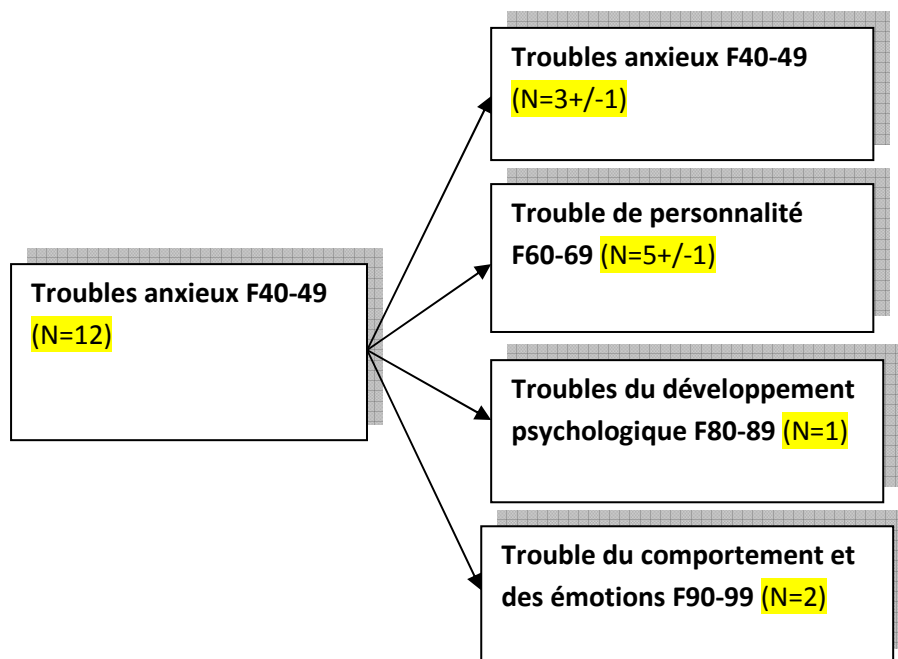 Troubles anxieux F40-49
(N=3+/-1)
Trouble de personnalité
F60-69 (N=5+/-1)
Troubles anxieux F40-49
(N=12)
Troubles du développement
psychologique F80-89 (N=1)
Trouble du comportement et
des émotions F90-99 (N=2)